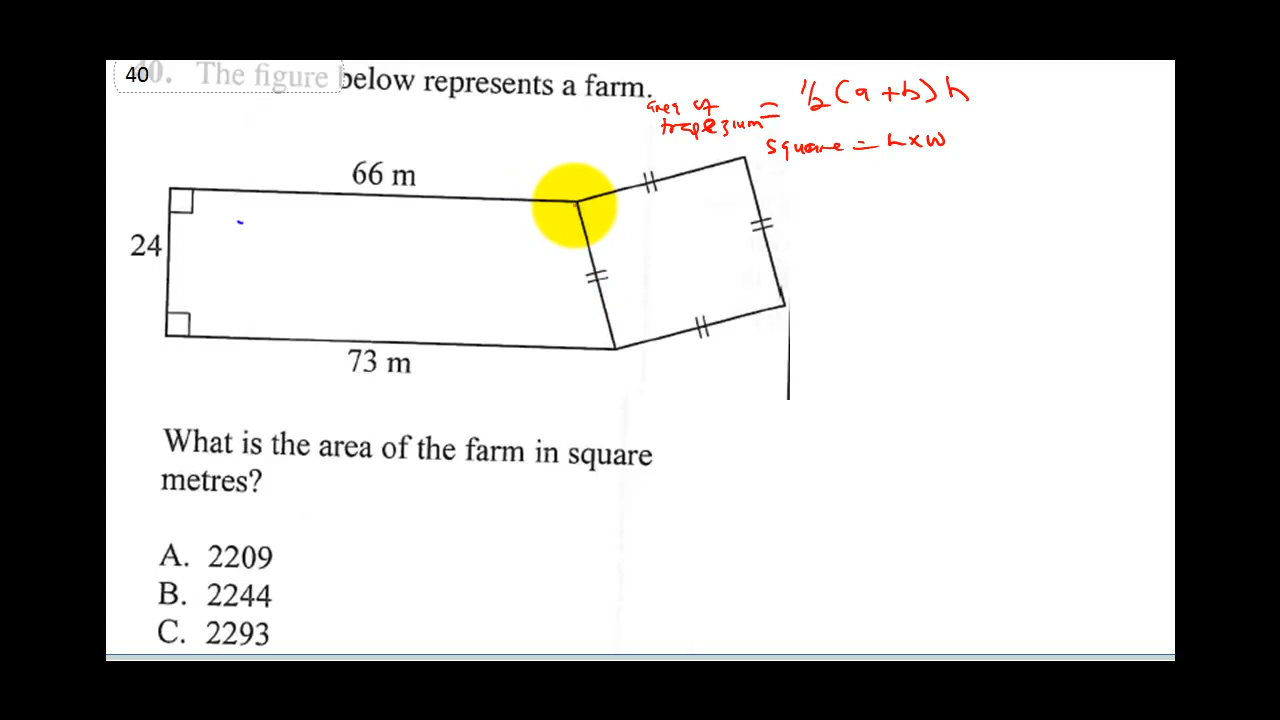 40
40. The figure below represents a farm.
area of
trapezium = 1/2 (a + b) h
square = L x W
66 m
24
73 m
What is the area of the farm in square
metres?
A. 2209
B. 2244
C. 2293